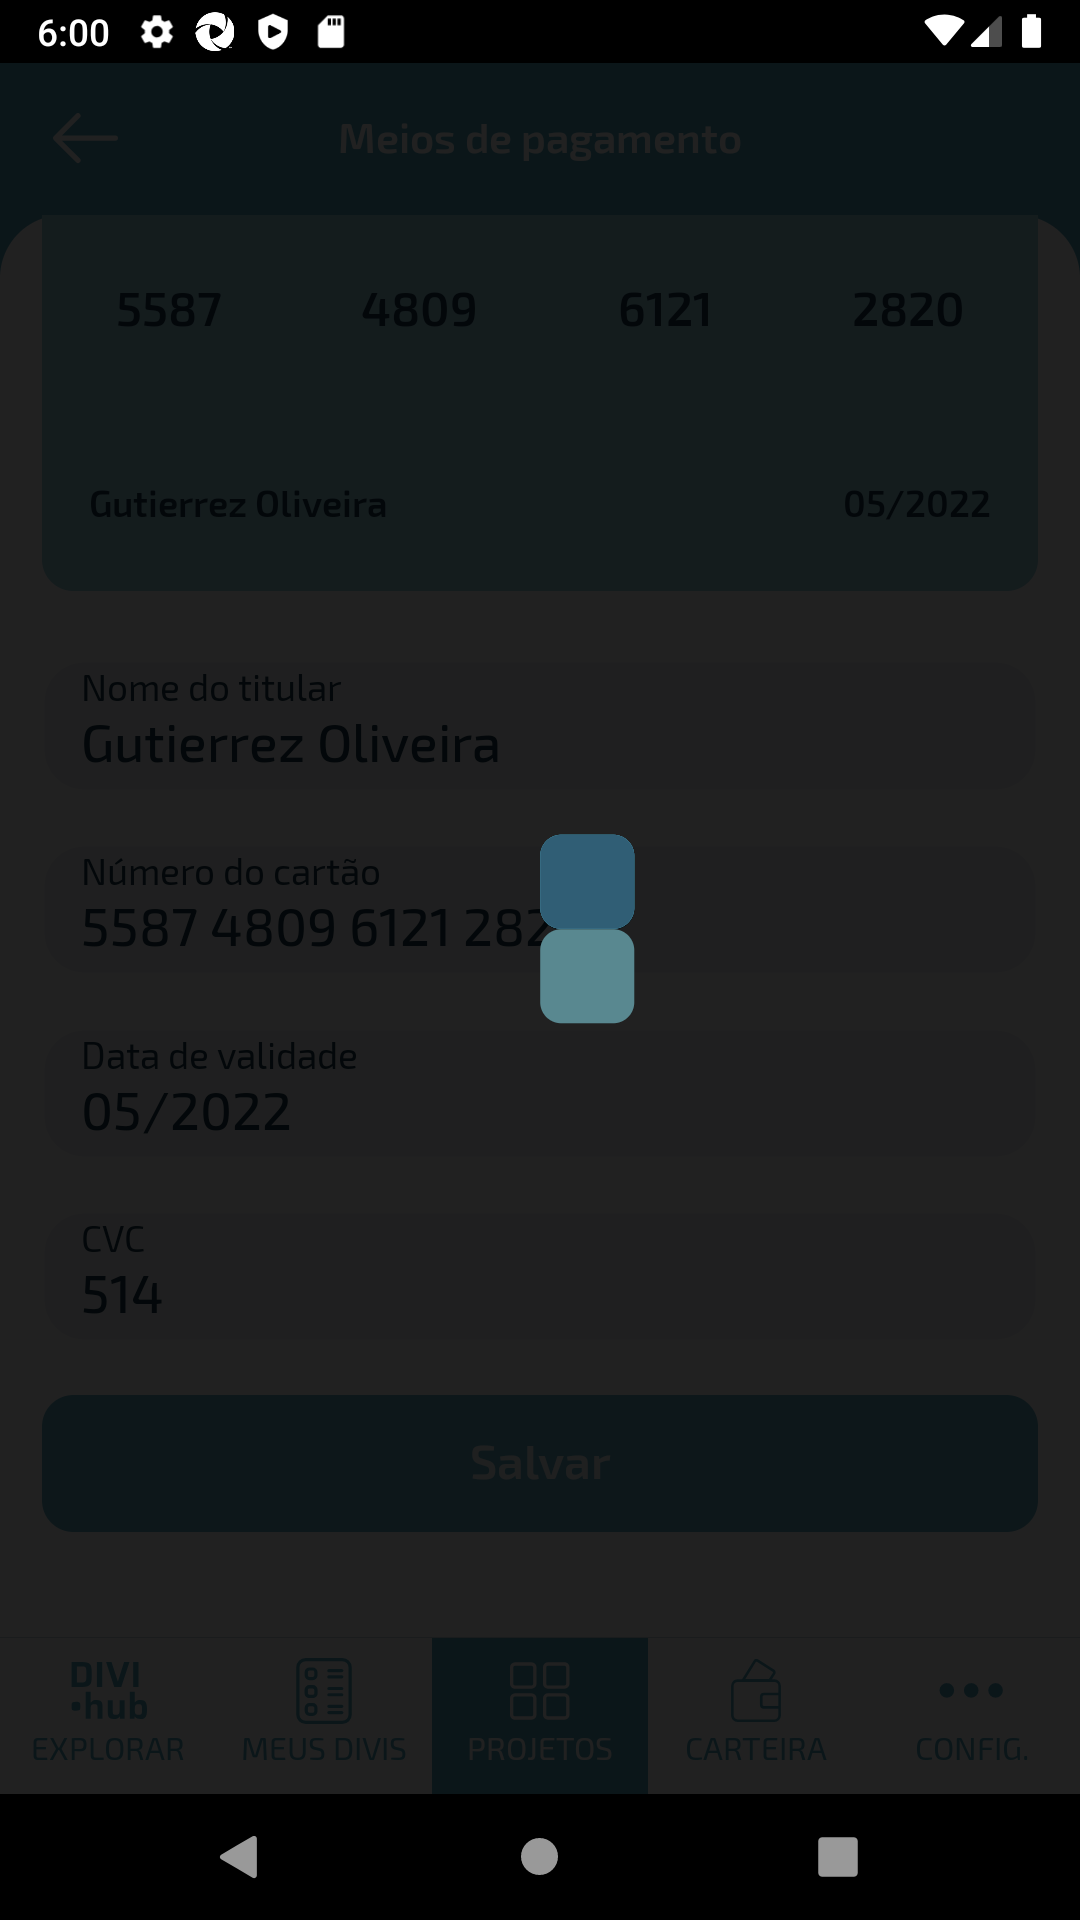 6:00
Meios de pagamento
5587 4809 6121 2820
Gutierrez Oliveira 05/2022
Nome do titular
Gutierrez Oliveira
Número do cartão
5587 4809 6121 282
Data de validade
05/2022
CVC
514
Salvar
DIVI
•hub
EXPLORAR MEUS DIVIS PROJETOS CARTEIRA CONFIG.